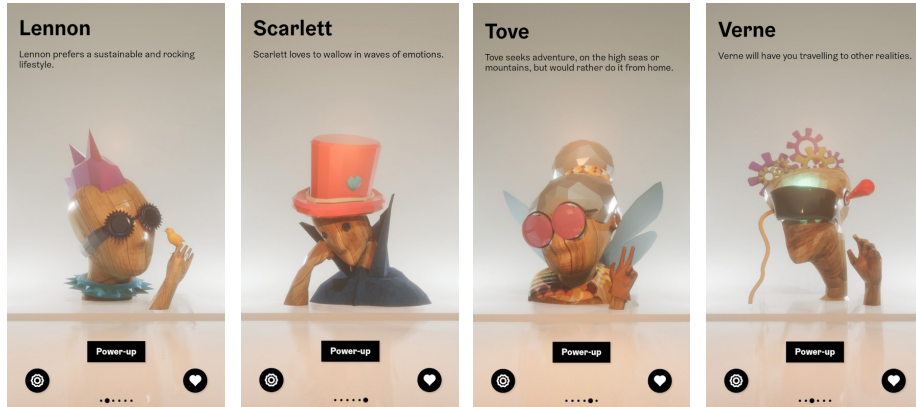 Lennon
Lennon prefers a sustainable and rocking
lifestyle.
Power-up
Scarlett
Scarlett loves to wallow in waves of emotions.
Power-up
Tove
Tove seeks adventure, on the high seas or
mountains, but would rather do it from home.
Power-up
Verne
Verne will have you travelling to other realities.
Power-up